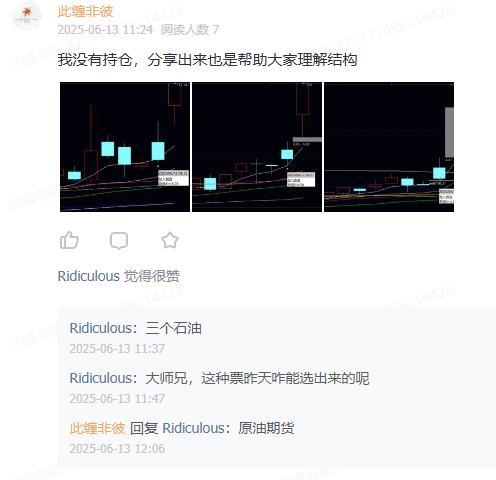 此缠非彼
2025-06-13 11:24 阅读人数 7
我没有持仓，分享出来也是帮助大家理解结构
Ridiculous 觉得很赞
Ridiculous：三个石油
2025-06-13 11:37
Ridiculous：大师兄，这种票昨天咋能选出来的呢
2025-06-13 11:47
此缠非彼 回复 Ridiculous：原油期货
2025-06-13 12:06